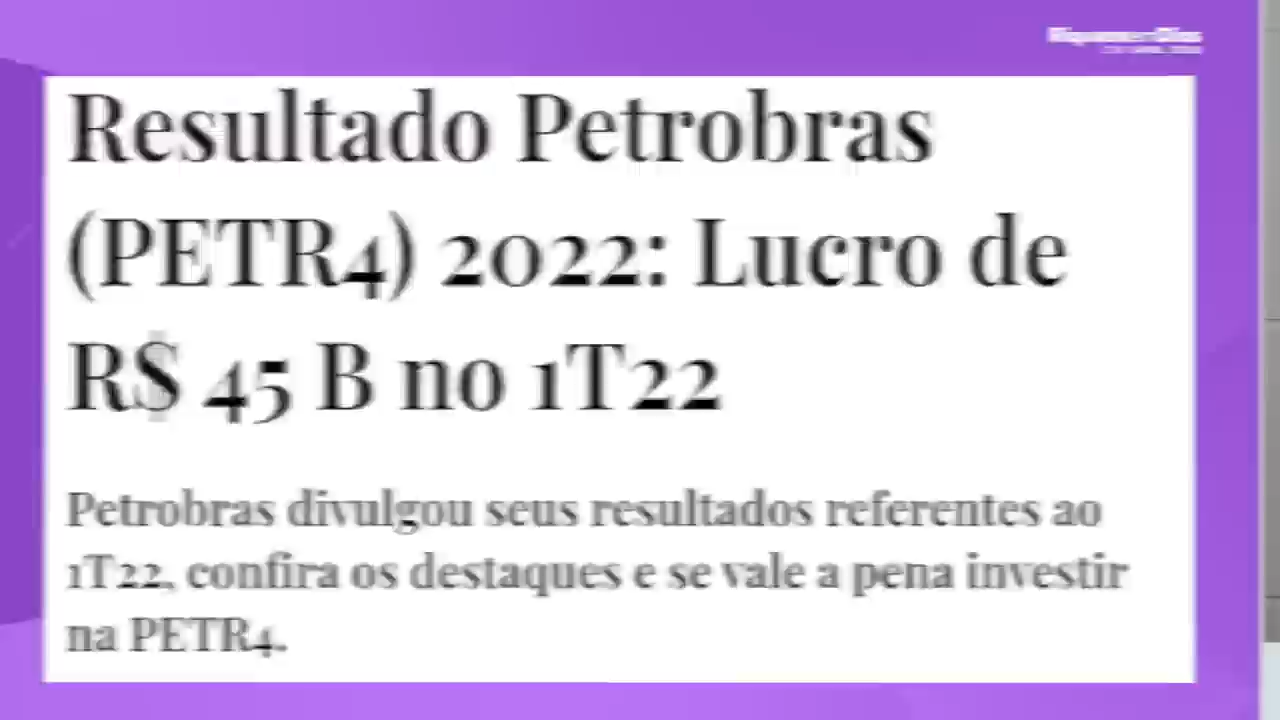 Resultado Petrobras
(PETR4) 2022: Lucro de
R$ 45 B no 1T22
Petrobras divulgou seus resultados referentes ao
1T22, confira os destaques e se vale a pena investir
na PETR4.